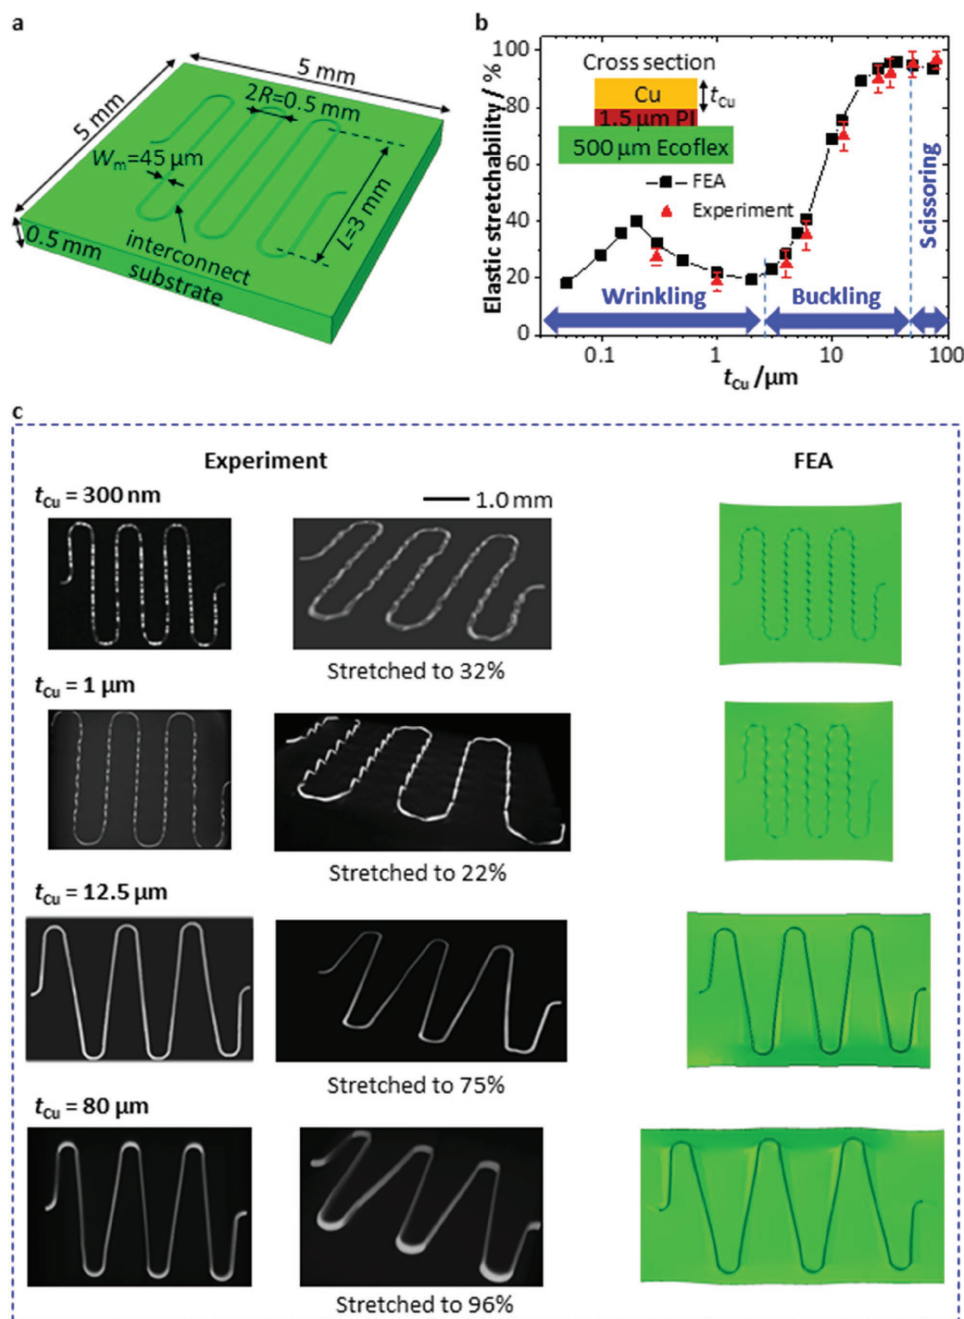 a
5 mm
5 mm
2R=0.5 mm
Wm=45 µm
L=3 mm
0.5 mm
interconnect
substrate
b
Elastic stretchability / %
100
80
60
40
20
0
Cross section
Cu
tCu
1.5 µm PI
500 µm Ecoflex
FEA
Experiment
Wrinkling
Buckling
Scissoring
0.1
1
10
100
tCu /µm
c
Experiment
FEA
tCu = 300 nm
1.0 mm
Stretched to 32%
tCu = 1 µm
Stretched to 22%
tCu = 12.5 µm
Stretched to 75%
tCu = 80 µm
Stretched to 96%